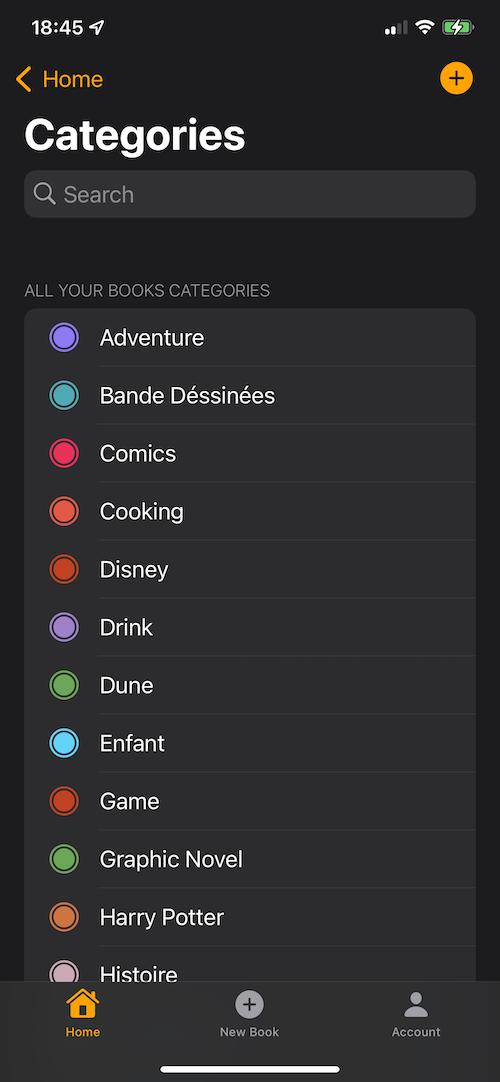 18:45
Home
Categories
Search
ALL YOUR BOOKS CATEGORIES
Adventure
Bande Déssinées
Comics
Cooking
Disney
Drink
Dune
Enfant
Game
Graphic Novel
Harry Potter
Histoire
Home
New Book
Account